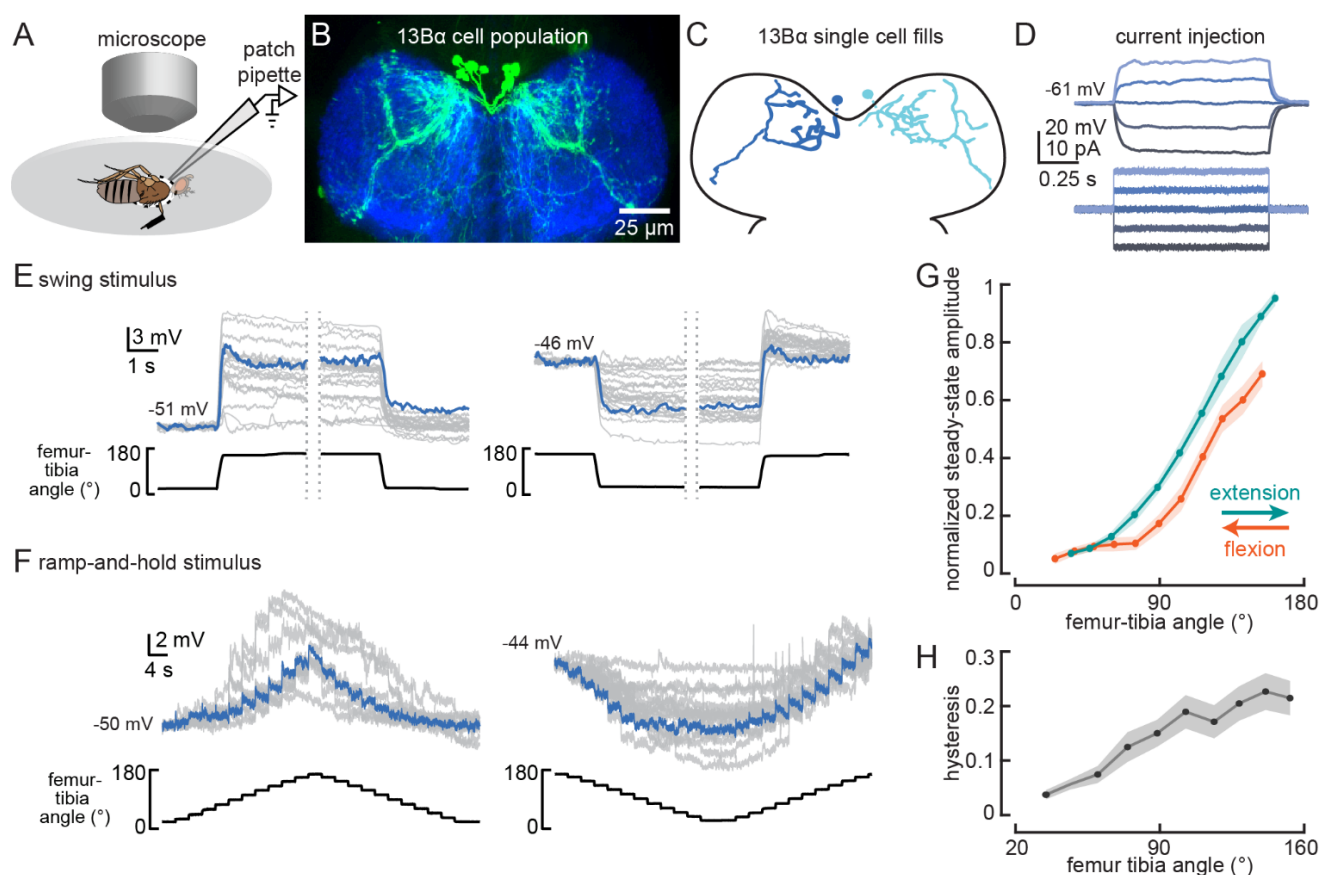 A
microscope
patch
pipette
B
13Bα cell population
25 µm
C
13Bα single cell fills
D
current injection
-61 mV
20 mV
10 pA
0.25 s
E swing stimulus
3 mV
1 s
-51 mV
femur-
tibia
angle (°)
180
0
-46 mV
180
0
F ramp-and-hold stimulus
2 mV
4 s
-50 mV
femur-
tibia
angle (°)
180
0
-44 mV
180
0
G
normalized steady-state amplitude
1
0.8
0.6
0.4
0.2
0
extension
flexion
0
90
180
femur-tibia angle (°)
H
hysteresis
0.3
0.2
0.1
0
20
90
160
femur tibia angle (°)